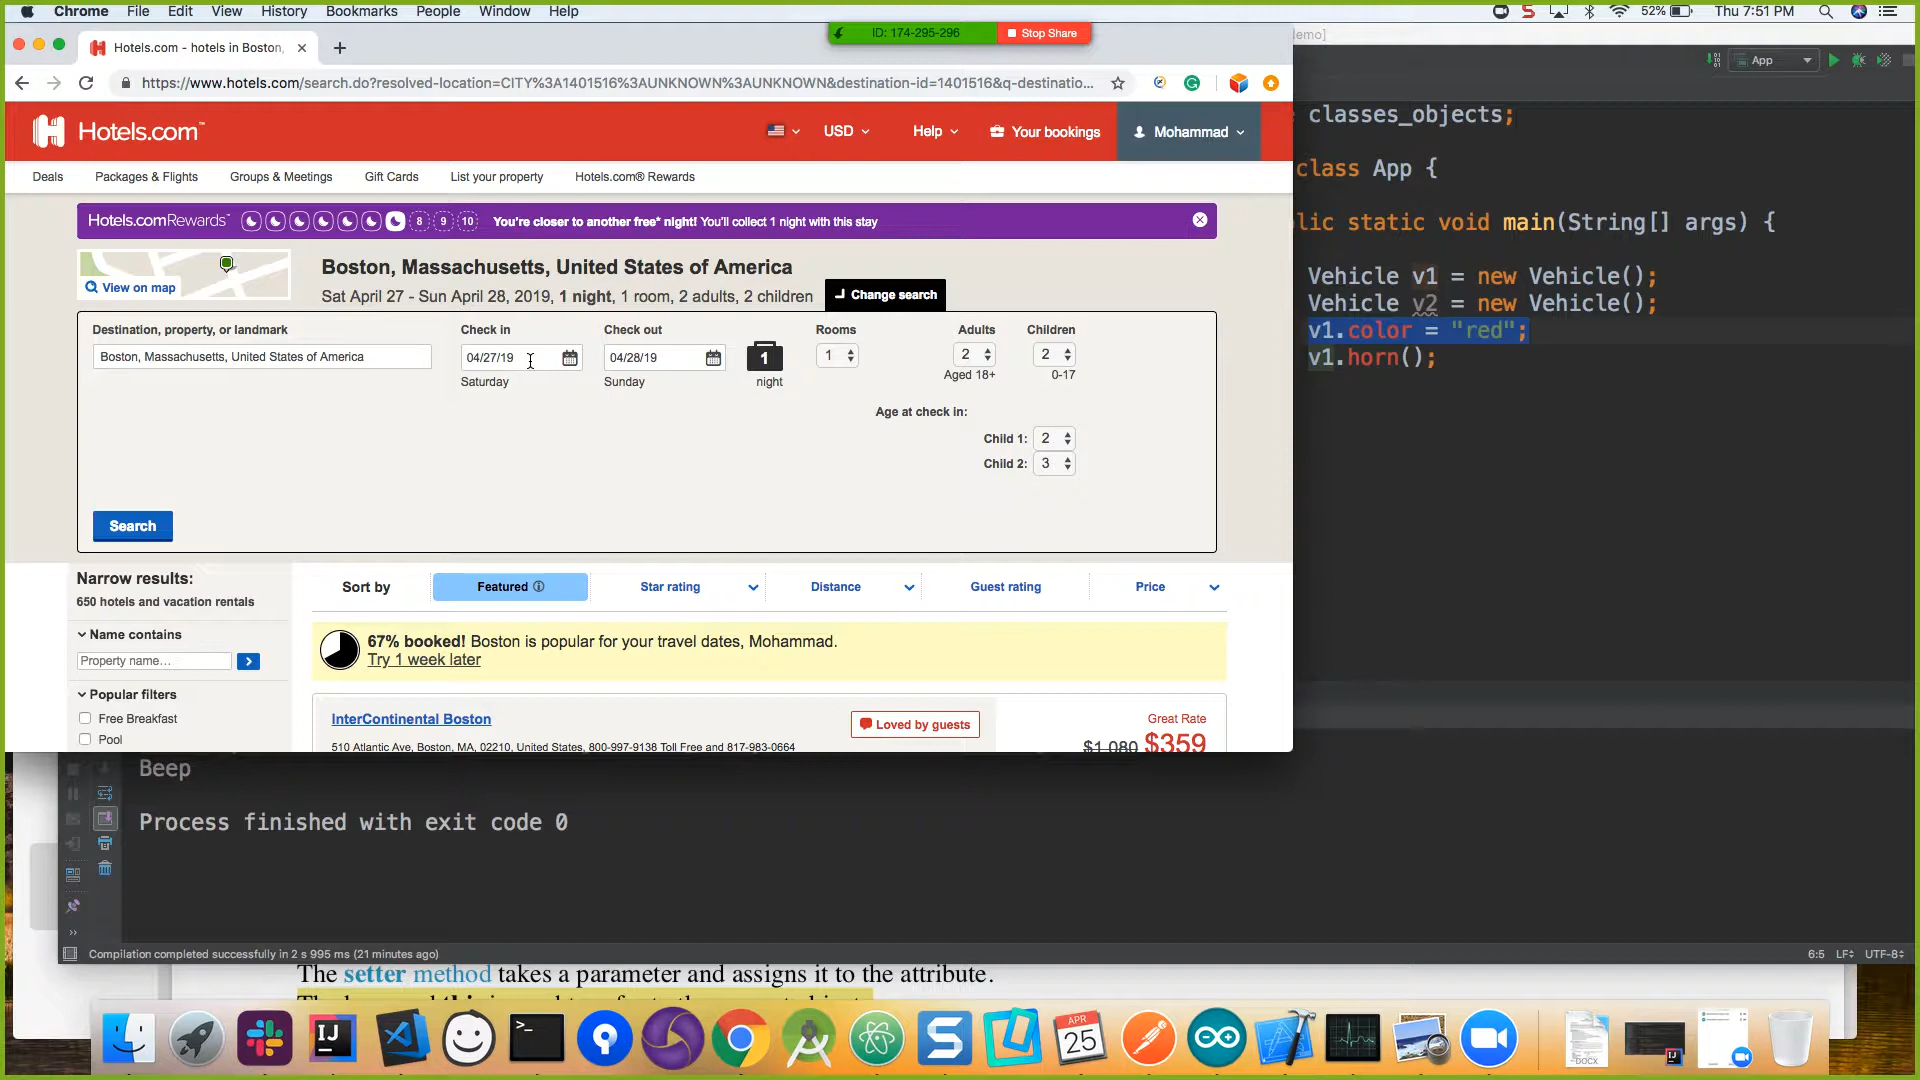 Chrome File Edit View History Bookmarks People Window Help
52% Thu 7:51 PM
ID: 174-295-296 Stop Share
Hotels.com - hotels in Boston,
https://www.hotels.com/search.do?resolved-location=CITY%3A1401516%3AUNKNOWN%3AUNKNOWN&destination-id=1401516&q-destinatio...
Hotels.com™ USD Help Your bookings Mohammad
Deals Packages & Flights Groups & Meetings Gift Cards List your property Hotels.com® Rewards
Hotels.comRewards™ 8 9 10 You're closer to another free* night! You'll collect 1 night with this stay
Boston, Massachusetts, United States of America
View on map
Sat April 27 - Sun April 28, 2019, 1 night, 1 room, 2 adults, 2 children
Change search
Destination, property, or landmark Check in Check out Rooms Adults Children
Boston, Massachusetts, United States of America 04/27/19 04/28/19 1 1 2 2
Saturday Sunday night Aged 18+ 0-17
Age at check in:
Child 1: 2
Child 2: 3
Search
Narrow results:
650 hotels and vacation rentals
Name contains
Property name...
Popular filters
Free Breakfast
Pool
Sort by Featured Star rating Distance Guest rating Price
67% booked! Boston is popular for your travel dates, Mohammad.
Try 1 week later
InterContinental Boston
Loved by guests
Great Rate
510 Atlantic Ave, Boston, MA, 02210, United States, 800-997-9138 Toll Free and 817-983-0664
$1,080 $359
demo]
App
classes_objects;
class App {
lic static void main(String[] args) {
Vehicle v1 = new Vehicle();
Vehicle v2 = new Vehicle();
v1.color = "red";
v1.horn();
Beep
Process finished with exit code 0
Compilation completed successfully in 2 s 995 ms (21 minutes ago)
6:5 LF UTF-8
The setter method takes a parameter and assigns it to the attribute.
IJ
APR
25
DOCX